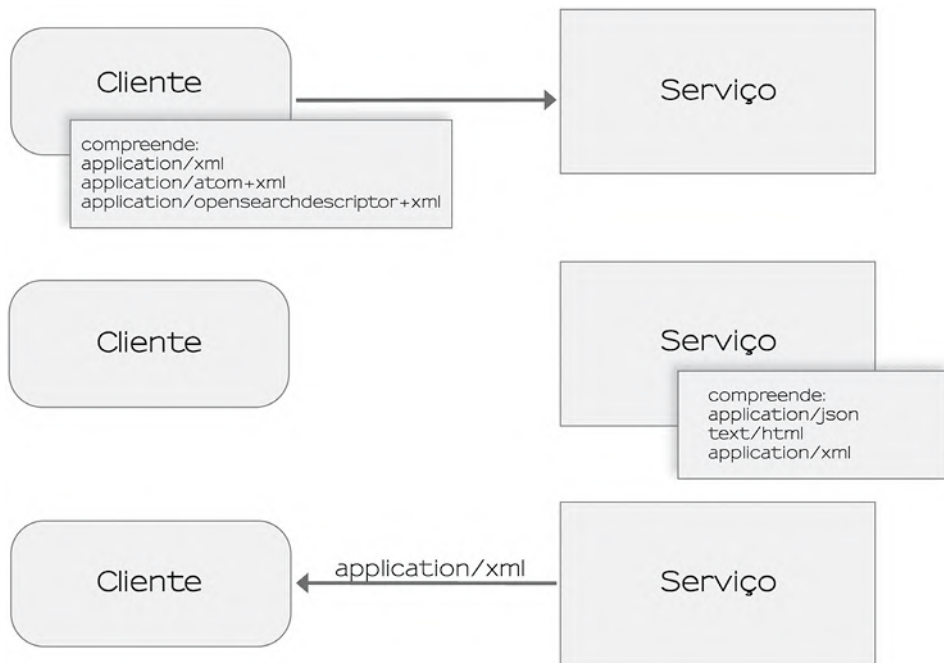 Cliente
Serviço
compreende:
application/xml
application/atom+xml
application/opensearchdescriptor+xml
Cliente
Serviço
compreende:
application/json
text/html
application/xml
Cliente
application/xml
Serviço